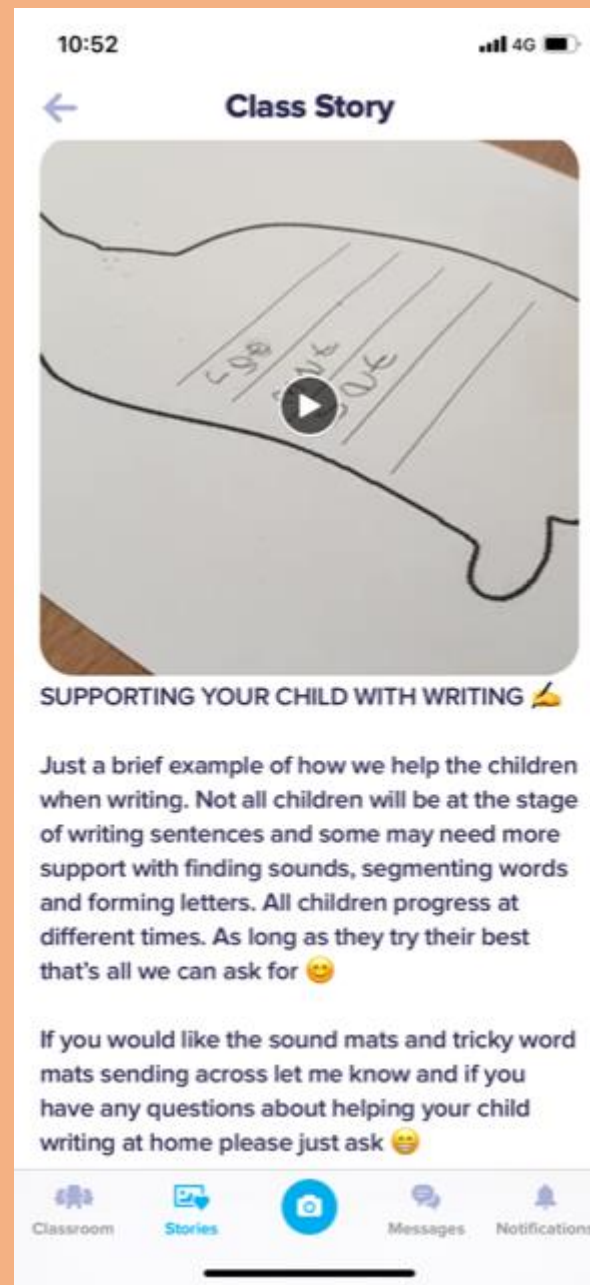 10:52
4G
Class Story
SUPPORTING YOUR CHILD WITH WRITING ✍️
Just a brief example of how we help the children
when writing. Not all children will be at the stage
of writing sentences and some may need more
support with finding sounds, segmenting words
and forming letters. All children progress at
different times. As long as they try their best
that's all we can ask for 😊
If you would like the sound mats and tricky word
mats sending across let me know and if you
have any questions about helping your child
writing at home please just ask 😁
Classroom
Stories
Messages
Notifications